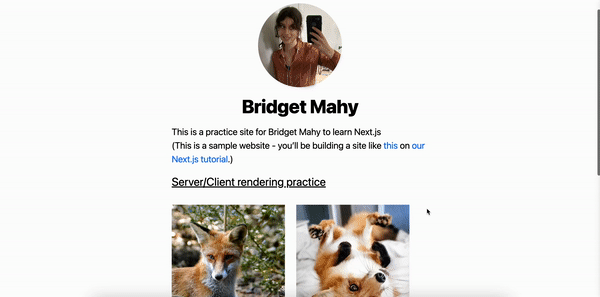 Bridget Mahy
This is a practice site for Bridget Mahy to learn Next.js
(This is a sample website - you'll be building a site like this on our
Next.js tutorial.)
Server/Client rendering practice